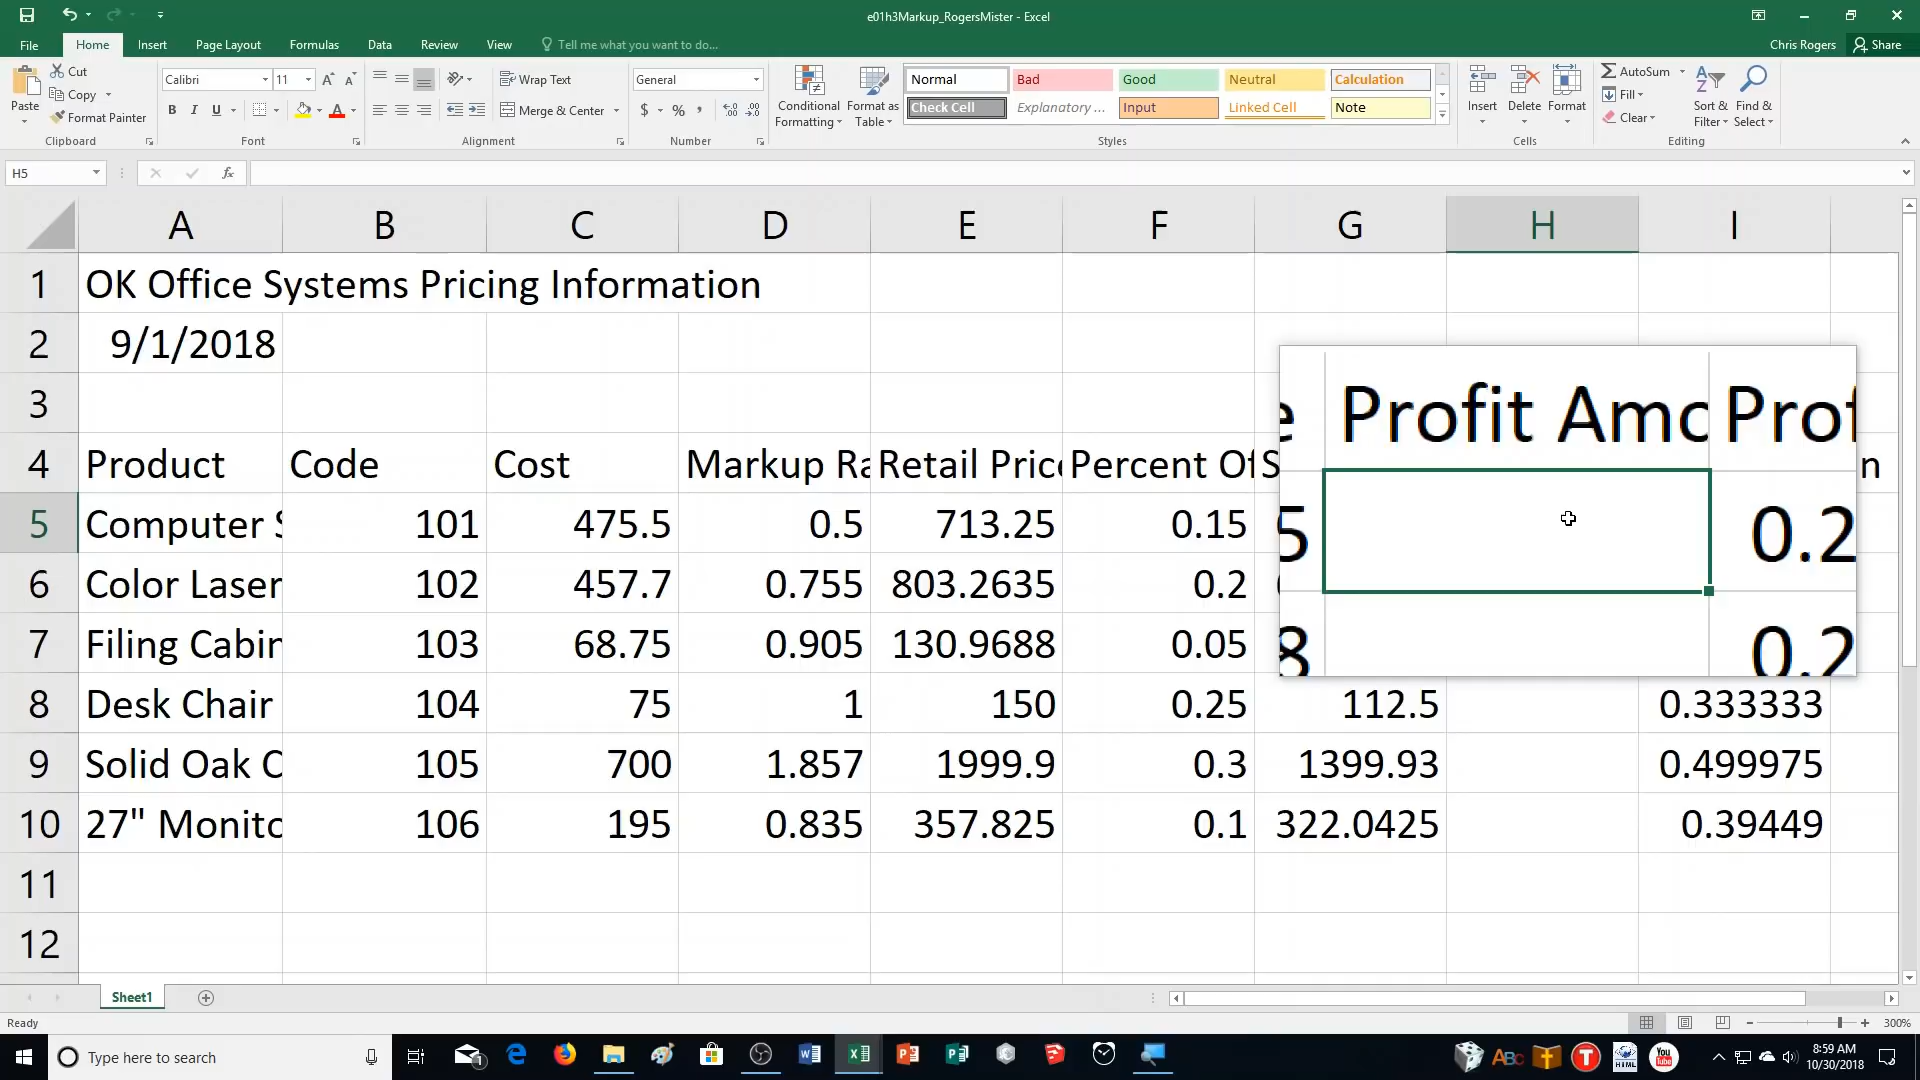 e01h3Markup_RogersMister - Excel
File Home Insert Page Layout Formulas Data Review View Tell me what you want to do... Chris Rogers Share
Paste Cut Copy Format Painter
Clipboard
Calibri 11
B I U
Font
Wrap Text
Merge & Center
Alignment
General
$ % ,
Number
Conditional Formatting
Format as Table
Normal Bad Good Neutral Calculation
Check Cell Explanatory ... Input Linked Cell Note
Styles
Insert Delete Format
Cells
AutoSum
Fill
Clear
Sort & Filter
Find & Select
Editing
H5 fx
A B C D E F G H I
1 OK Office Systems Pricing Information
2 9/1/2018
3
4 Product Code Cost Markup Ra Retail Price Percent Of S n
5 Computer S 101 475.5 0.5 713.25 0.15
6 Color Laser 102 457.7 0.755 803.2635 0.2
7 Filing Cabin 103 68.75 0.905 130.9688 0.05
8 Desk Chair 104 75 1 150 0.25 112.5 0.333333
9 Solid Oak C 105 700 1.857 1999.9 0.3 1399.93 0.499975
10 27" Monito 106 195 0.835 357.825 0.1 322.0425 0.39449
11
12
e Profit Amo Prof
5 0.2
8 0.2
Sheet1
Ready
300%
Type here to search
8:59 AM
10/30/2018